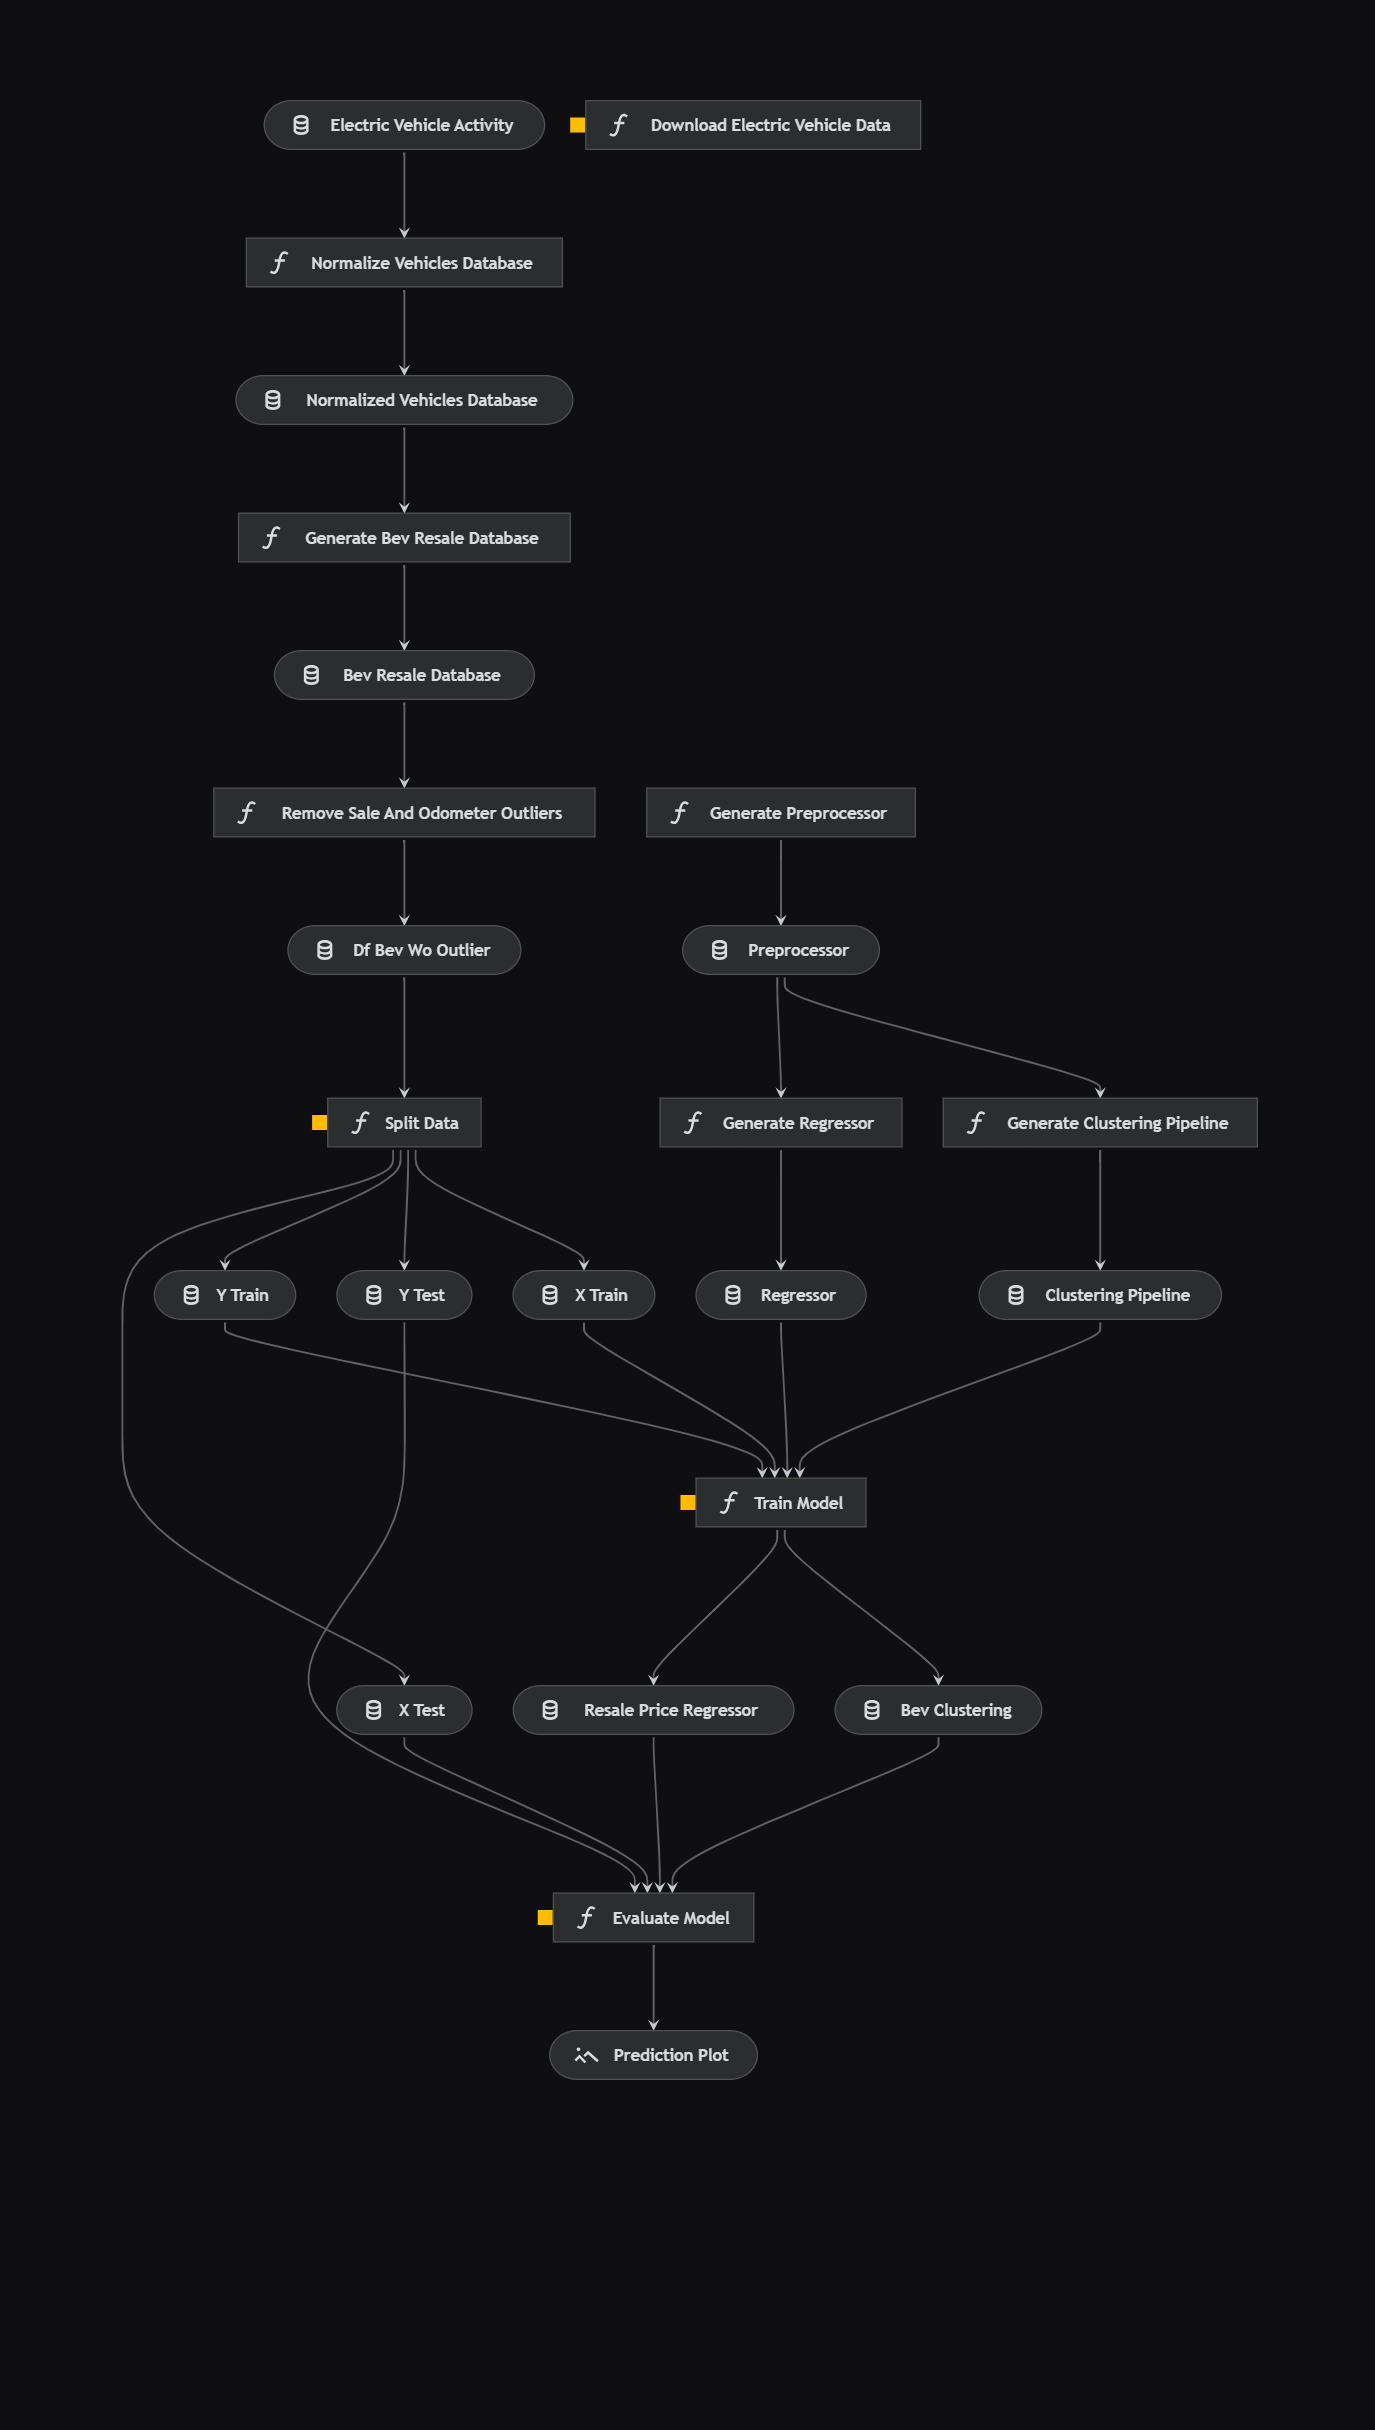 Electric Vehicle Activity
Download Electric Vehicle Data
Normalize Vehicles Database
Normalized Vehicles Database
Generate Bev Resale Database
Bev Resale Database
Remove Sale And Odometer Outliers
Generate Preprocessor
Df Bev Wo Outlier
Preprocessor
Split Data
Generate Regressor
Generate Clustering Pipeline
Y Train
Y Test
X Train
Regressor
Clustering Pipeline
Train Model
X Test
Resale Price Regressor
Bev Clustering
Evaluate Model
Prediction Plot